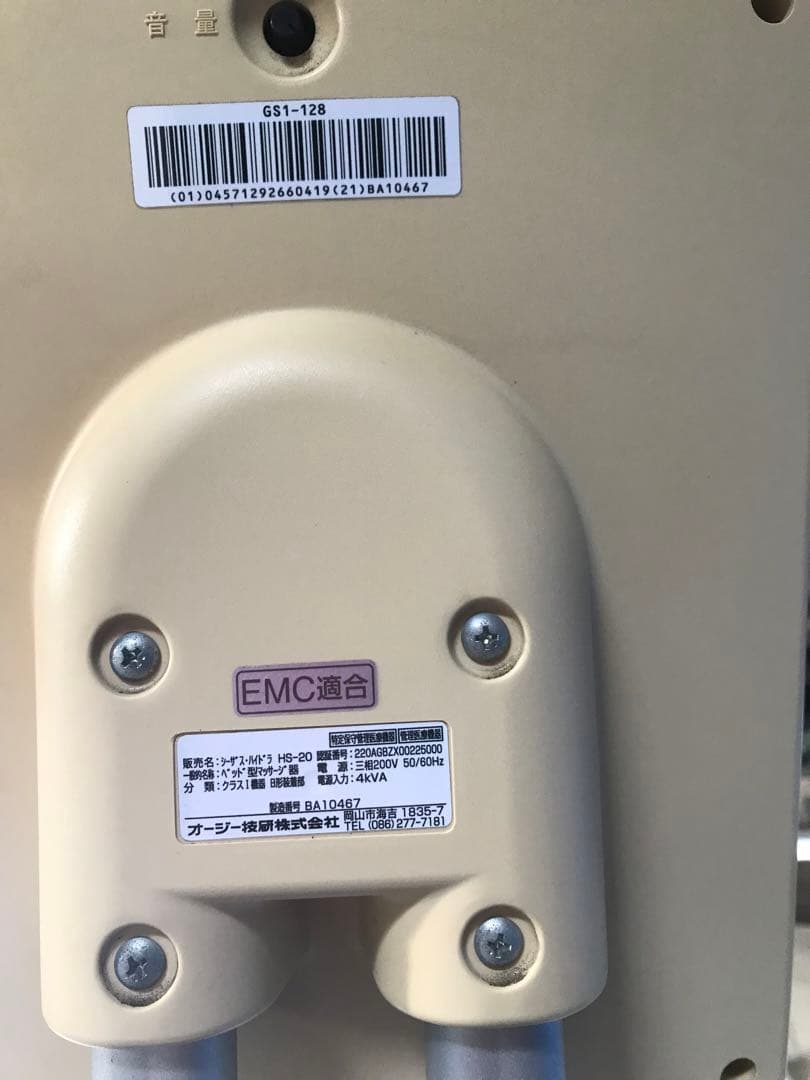 音量
GS1-128
(01)04571292660419(21)BA10467
EMC適合
特定保守管理医療機器 管理医療機器
販売名：シーザス・ハイドラ HS-20 認証番号：220AGBZX00225000
一般的名称：ベッド型マッサージ器 電源：三相200V 50/60Hz
分類：クラスⅠ機器 B形装着部 電源入力：4kVA
製造番号 BA10467
オージー技研株式会社 岡山市海吉 1835-7
TEL (086)277-7181